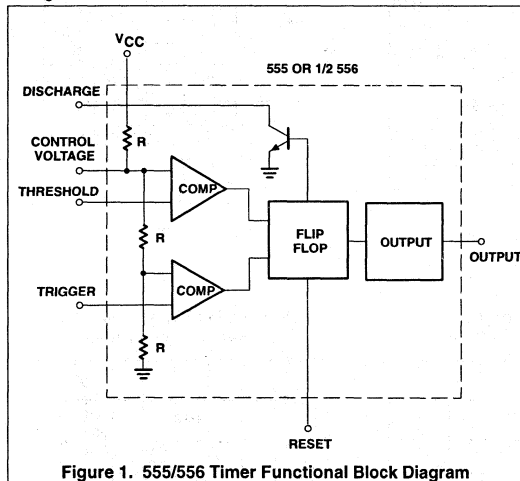 VCC
555 OR 1/2 556
DISCHARGE
R
CONTROL
VOLTAGE
COMP
THRESHOLD
R
FLIP
FLOP
OUTPUT
OUTPUT
COMP
TRIGGER
R
RESET
Figure 1. 555/556 Timer Functional Block Diagram